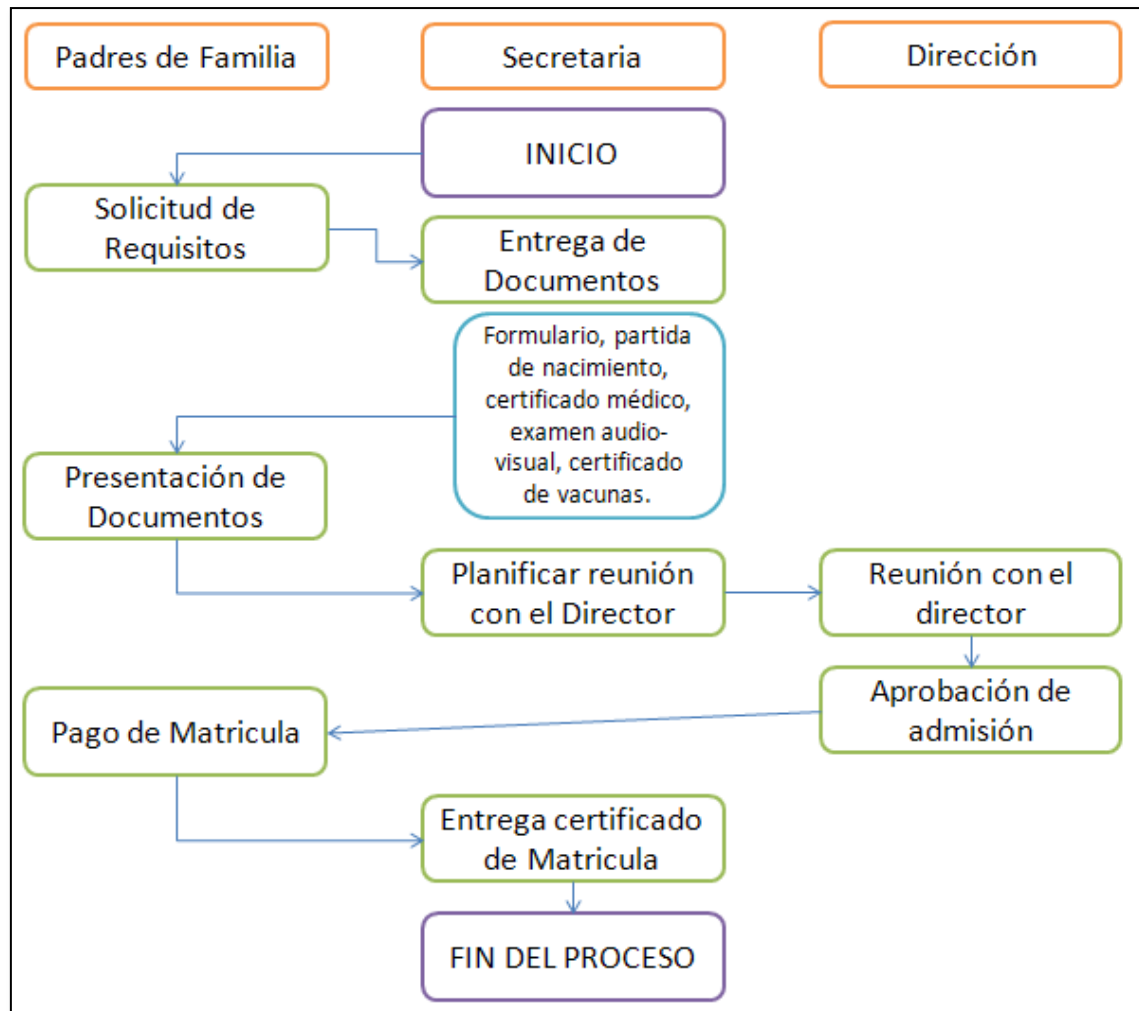 Padres de Familia
Secretaria
Dirección
INICIO
Solicitud de
Requisitos
Entrega de
Documentos
Formulario, partida
de nacimiento,
certificado médico,
examen audio-
visual, certificado
de vacunas.
Presentación de
Documentos
Planificar reunión
con el Director
Reunión con el
director
Aprobación de
admisión
Pago de Matricula
Entrega certificado
de Matricula
FIN DEL PROCESO